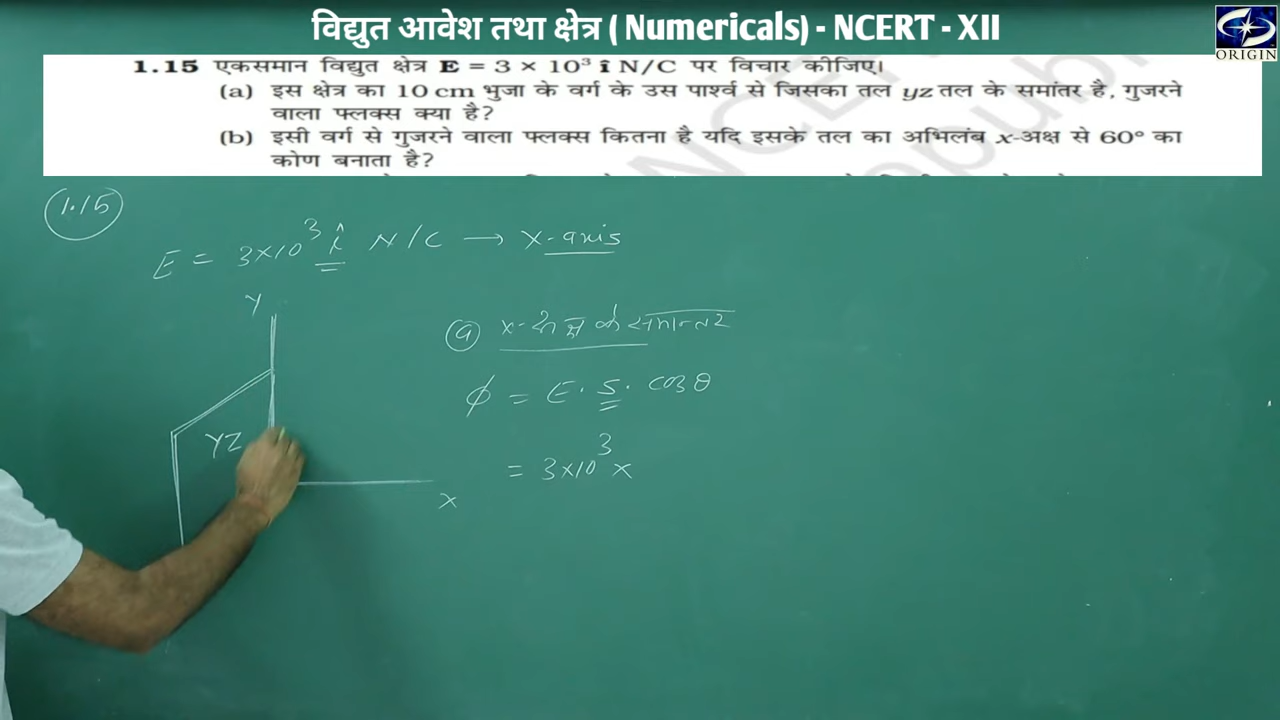 विद्युत आवेश तथा क्षेत्र ( Numericals) - NCERT - XII
ORIGIN
1.15 एकसमान विद्युत क्षेत्र E = 3 × 10³ î N/C पर विचार कीजिए।
(a) इस क्षेत्र का 10 cm भुजा के वर्ग के उस पार्श्व से जिसका तल yz तल के समांतर है, गुजरने
वाला फ्लक्स क्या है?
(b) इसी वर्ग से गुजरने वाला फ्लक्स कितना है यदि इसके तल का अभिलंब x-अक्ष से 60° का
कोण बनाता है?
1.15
E = 3×10³ î N/C → X-axis
Y
(a) x-अक्ष के समान्तर
φ = E. S. cosθ
YZ
= 3×10³×
X